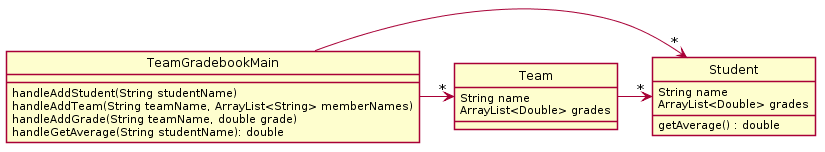 TeamGradebookMain
handleAddStudent(String studentName)
handleAddTeam(String teamName, ArrayList<String> memberNames)
handleAddGrade(String teamName, double grade)
handleGetAverage(String studentName): double
*
*
Team
String name
ArrayList<Double> grades
*
Student
String name
ArrayList<Double> grades
getAverage() : double